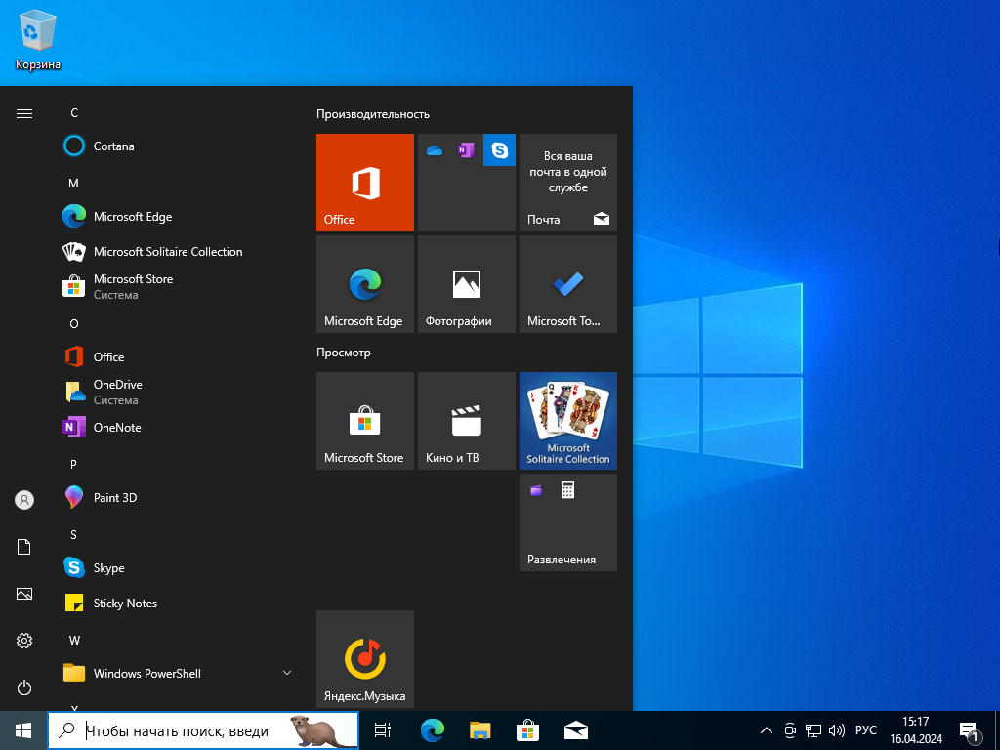 Корзина
C
Cortana
M
Microsoft Edge
Microsoft Solitaire Collection
Microsoft Store
Система
O
Office
OneDrive
Система
OneNote
P
Paint 3D
S
Skype
Sticky Notes
W
Windows PowerShell
Производительность
Office
Вся ваша
почта в одной
службе
Почта
Microsoft Edge
Фотографии
Microsoft To...
Просмотр
Microsoft Store
Кино и ТВ
Microsoft
Solitaire Collection
Развлечения
Яндекс.Музыка
Чтобы начать поиск, введи
РУС
15:17
16.04.2024
1